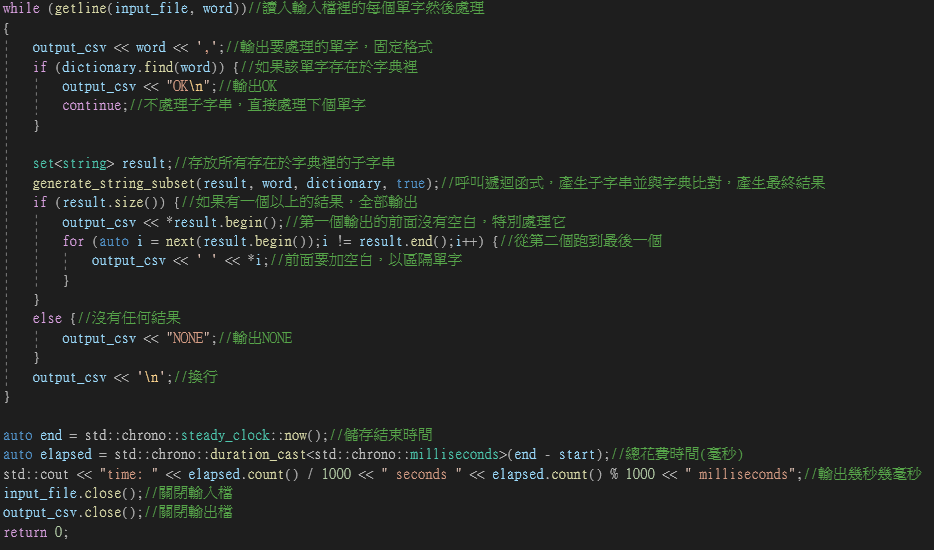 while (getline(input_file, word))//讀入輸入檔裡的每個單字然後處理
{
output_csv << word << ',';//輸出要處理的單字，固定格式
if (dictionary.find(word)) {//如果該單字存在於字典裡
output_csv << "OK\n";//輸出OK
continue;//不處理子字串，直接處理下個單字
}
set<string> result;//存放所有存在於字典裡的子字串
generate_string_subset(result, word, dictionary, true);//呼叫遞迴函式，產生子字串並與字典比對，產生最終結果
if (result.size()) {//如果有一個以上的結果，全部輸出
output_csv << *result.begin();//第一個輸出的前面沒有空白，特別處理它
for (auto i = next(result.begin());i != result.end();i++) {//從第二個跑到最後一個
output_csv << ' ' << *i;//前面要加空白，以區隔單字
}
}
else {//沒有任何結果
output_csv << "NONE";//輸出NONE
}
output_csv << '\n';//換行
}
auto end = std::chrono::steady_clock::now();//儲存結束時間
auto elapsed = std::chrono::duration_cast<std::chrono::milliseconds>(end - start);//總花費時間(毫秒)
std::cout << "time: " << elapsed.count() / 1000 << " seconds " << elapsed.count() % 1000 << " milliseconds";//輸出幾秒幾毫秒
input_file.close();//關閉輸入檔
output_csv.close();//關閉輸出檔
return 0;